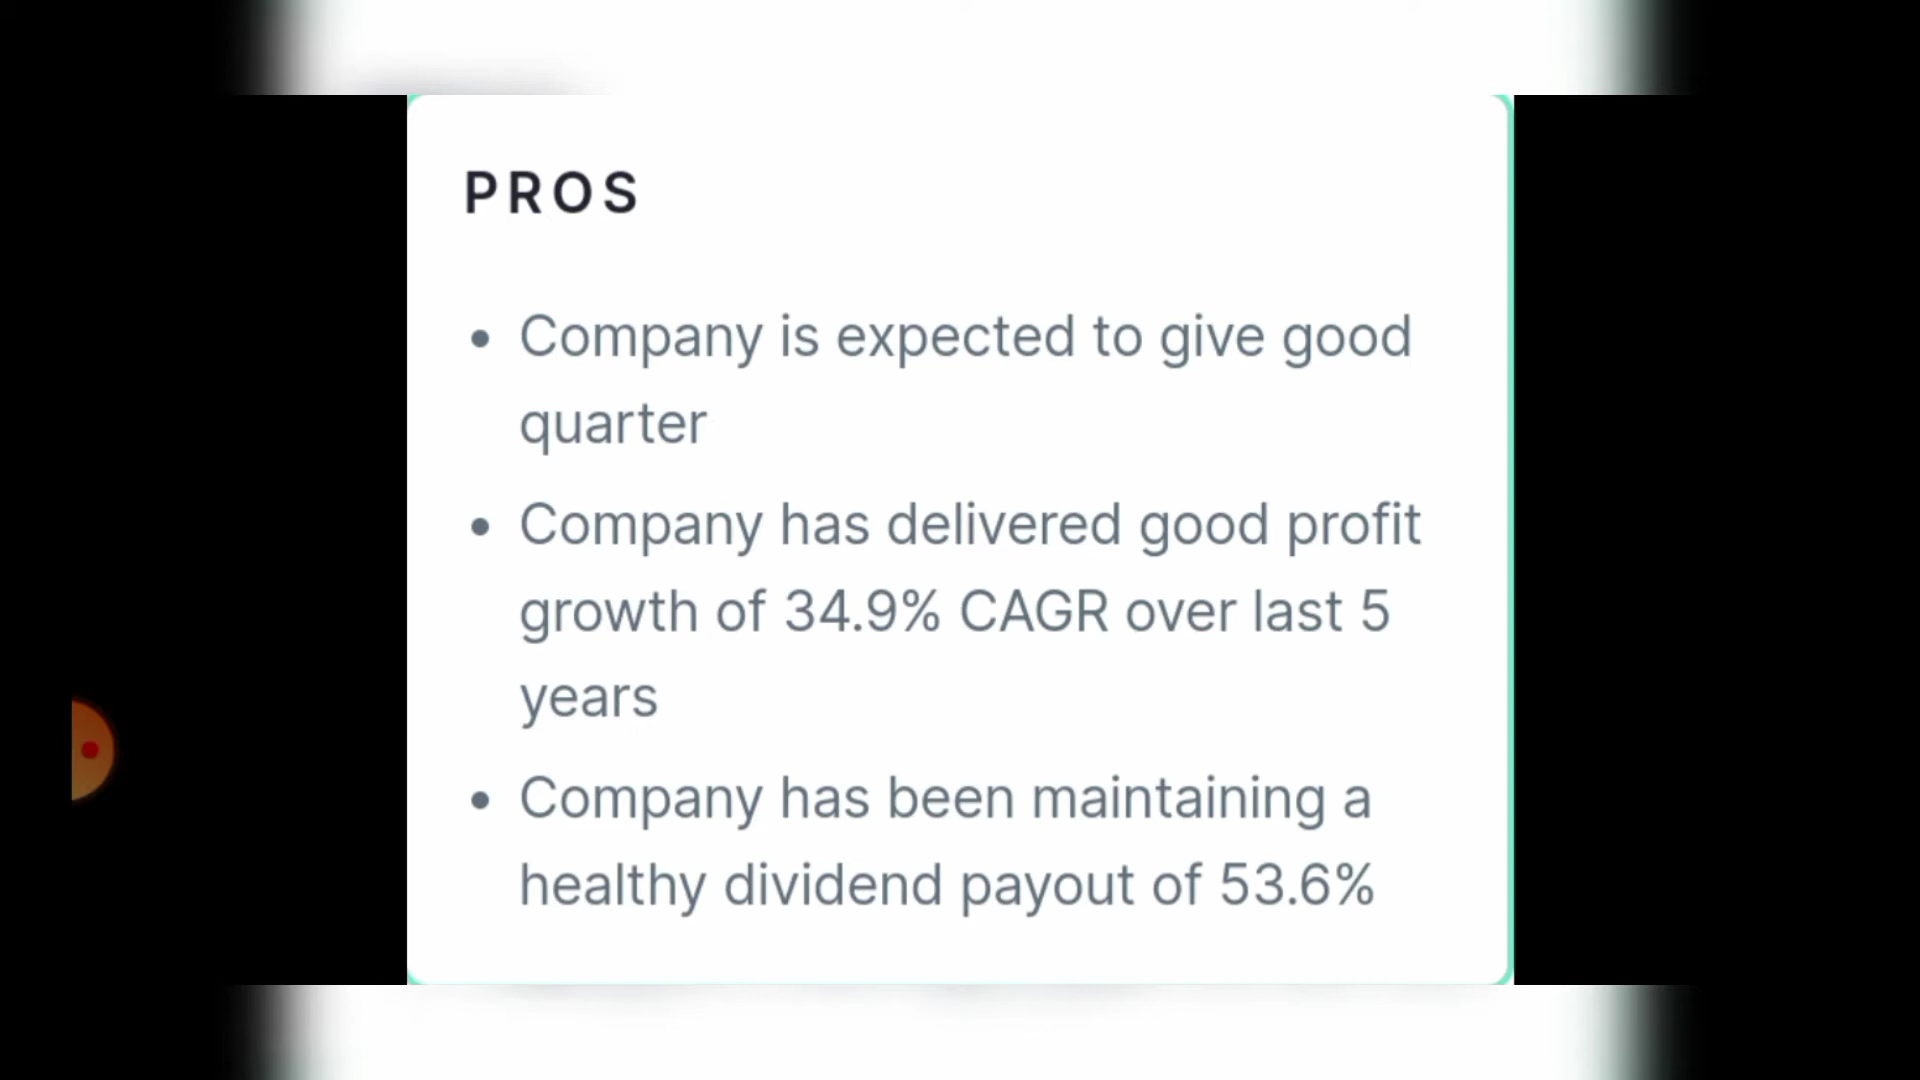 PROS
• Company is expected to give good
quarter
• Company has delivered good profit
growth of 34.9% CAGR over last 5
years
• Company has been maintaining a
healthy dividend payout of 53.6%